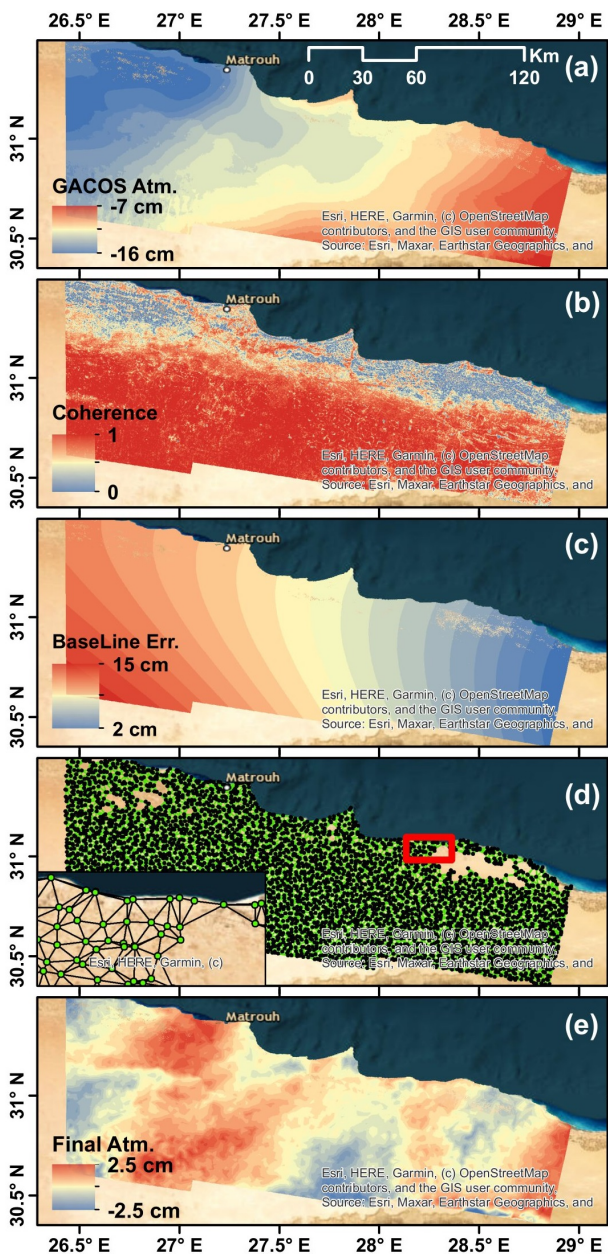 26.5° E 27° E 27.5° E 28° E 28.5° E 29° E
Matrouh
Km
0 30 60 120
(a)
31° N
30.5° N
GACOS Atm.
-7 cm
-16 cm
Esri, HERE, Garmin, (c) OpenStreetMap
contributors, and the GIS user community,
Source: Esri, Maxar, Earthstar Geographics, and
Matrouh
(b)
31° N
30.5° N
Coherence
1
0
Esri, HERE, Garmin, (c) OpenStreetMap
contributors, and the GIS user community,
Source: Esri, Maxar, Earthstar Geographics, and
Matrouh
(c)
31° N
30.5° N
BaseLine Err.
15 cm
2 cm
Esri, HERE, Garmin, (c) OpenStreetMap
contributors, and the GIS user community,
Source: Esri, Maxar, Earthstar Geographics, and
Matrouh
(d)
31° N
30.5° N
Esri, HERE, Garmin, (c)
Esri, HERE, Garmin, (c) OpenStreetMap
contributors, and the GIS user community,
Source: Esri, Maxar, Earthstar Geographics, and
Matrouh
(e)
31° N
30.5° N
Final Atm.
2.5 cm
-2.5 cm
Esri, HERE, Garmin, (c) OpenStreetMap
contributors, and the GIS user community,
Source: Esri, Maxar, Earthstar Geographics, and
26.5° E 27° E 27.5° E 28° E 28.5° E 29° E